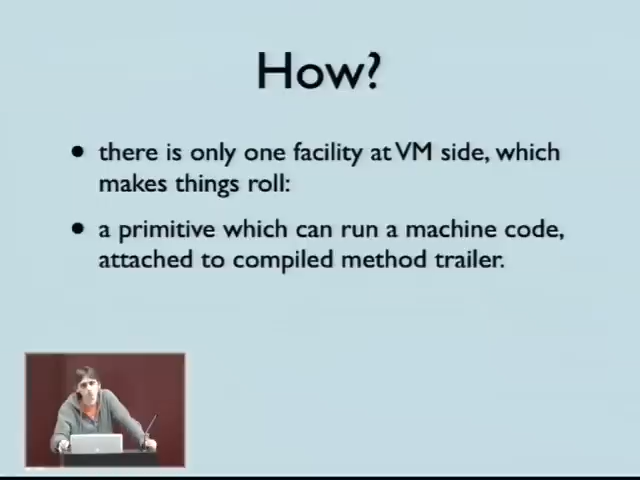 How?
• there is only one facility at VM side, which
makes things roll:
• a primitive which can run a machine code,
attached to compiled method trailer.